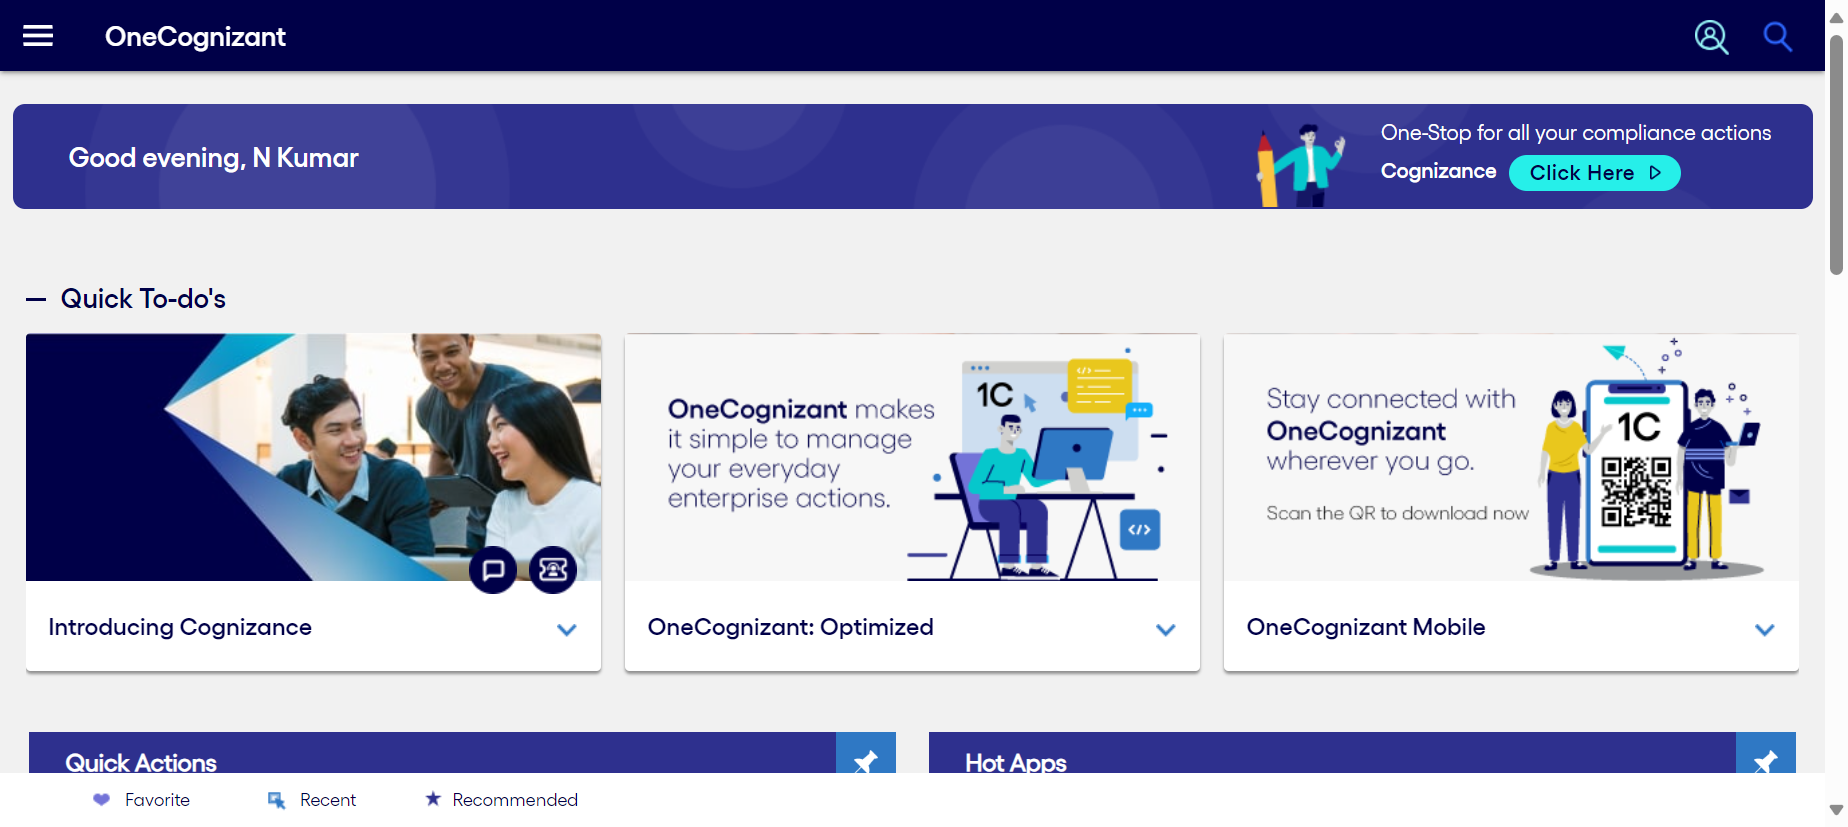 OneCognizant
Good evening, N Kumar
One-Stop for all your compliance actions
Cognizance
Click Here
Quick To-do's
OneCognizant makes
it simple to manage
your everyday
enterprise actions.
1C
</>
</>
Stay connected with
OneCognizant
wherever you go.
Scan the QR to download now
1C
Introducing Cognizance
OneCognizant: Optimized
OneCognizant Mobile
Quick Actions
Hot Apps
Favorite
Recent
Recommended